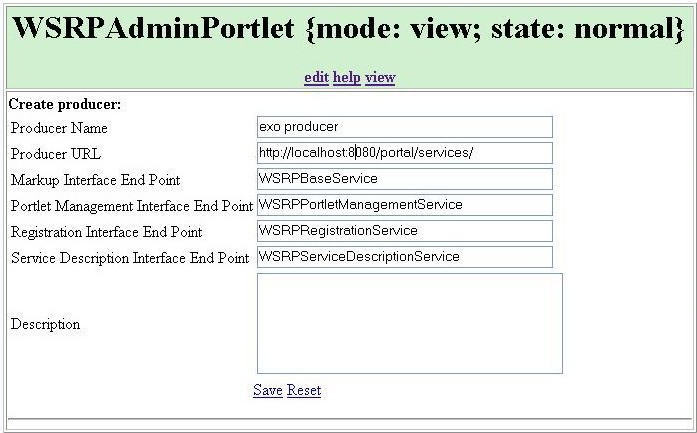 WSRPAdminPortlet {mode: view; state: normal}
edit help view
Create producer:
Producer Name exo producer
Producer URL http://localhost:8080/portal/services/
Markup Interface End Point WSRPBaseService
Portlet Management Interface End Point WSRPPortletManagementService
Registration Interface End Point WSRPRegistrationService
Service Description Interface End Point WSRPServiceDescriptionService
Description
Save Reset